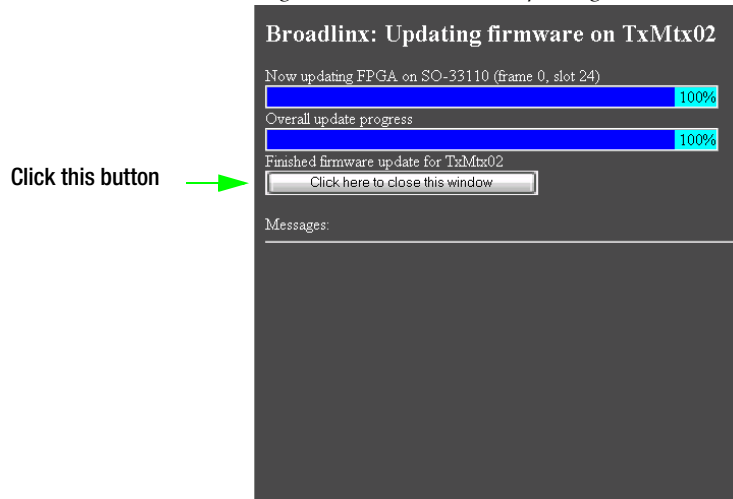 Broadlinx: Updating firmware on TxMtx02
Now updating FPGA on SO-33110 (frame 0, slot 24)
100%
Overall update progress
100%
Finished firmware update for TxMtx02
Click this button
Click here to close this window
Messages: